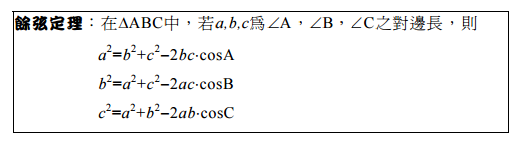 餘弦定理：在ΔABC中，若a,b,c為∠A，∠B，∠C之對邊長，則
a²=b²+c²−2bc·cosA
b²=a²+c²−2ac·cosB
c²=a²+b²−2ab·cosC